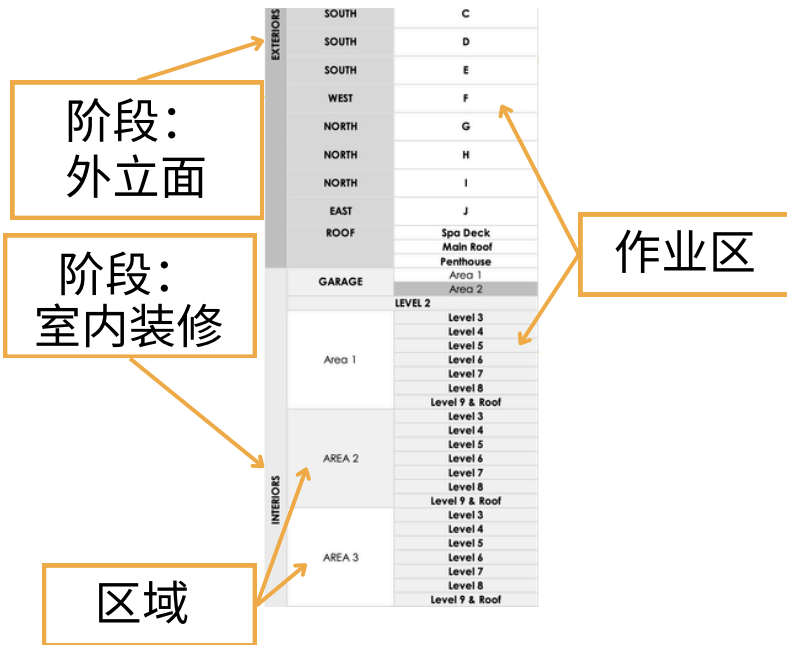 EXTERIORS
SOUTH C
SOUTH D
SOUTH E
WEST F
NORTH G
NORTH H
NORTH I
EAST J
ROOF Spa Deck
Main Roof
Penthouse
GARAGE Area 1
Area 2
LEVEL 2
INTERIORS
Area 1
Level 3
Level 4
Level 5
Level 6
Level 7
Level 8
Level 9 & Roof
AREA 2
Level 3
Level 4
Level 5
Level 6
Level 7
Level 8
Level 9 & Roof
AREA 3
Level 3
Level 4
Level 5
Level 6
Level 7
Level 8
Level 9 & Roof
阶段：
外立面
阶段：
室内装修
作业区
区域